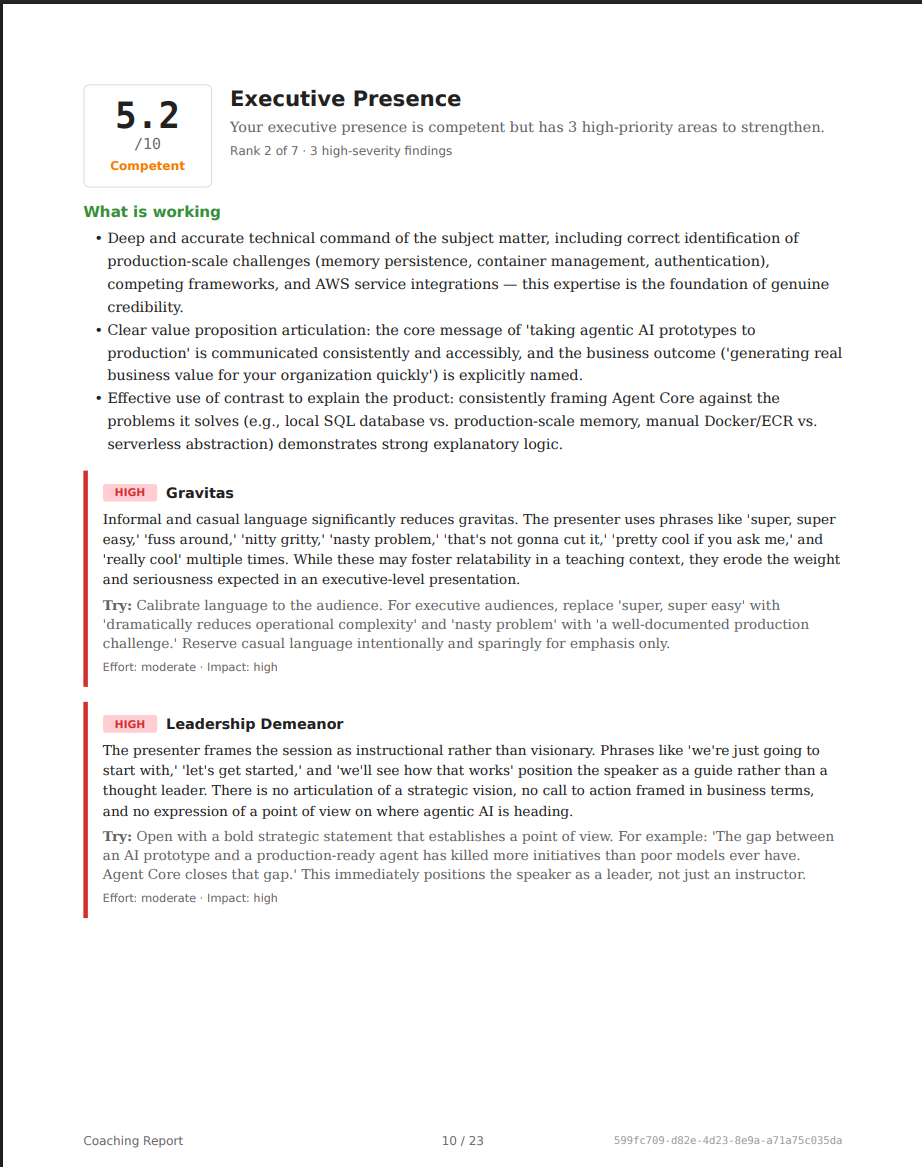 5.2
/10
Competent
Executive Presence
Your executive presence is competent but has 3 high-priority areas to strengthen.
Rank 2 of 7 · 3 high-severity findings
What is working
• Deep and accurate technical command of the subject matter, including correct identification of
production-scale challenges (memory persistence, container management, authentication),
competing frameworks, and AWS service integrations — this expertise is the foundation of genuine
credibility.
• Clear value proposition articulation: the core message of 'taking agentic AI prototypes to
production' is communicated consistently and accessibly, and the business outcome ('generating real
business value for your organization quickly') is explicitly named.
• Effective use of contrast to explain the product: consistently framing Agent Core against the
problems it solves (e.g., local SQL database vs. production-scale memory, manual Docker/ECR vs.
serverless abstraction) demonstrates strong explanatory logic.
HIGH Gravitas
Informal and casual language significantly reduces gravitas. The presenter uses phrases like 'super, super
easy,' 'fuss around,' 'nitty gritty,' 'nasty problem,' 'that's not gonna cut it,' 'pretty cool if you ask me,' and
'really cool' multiple times. While these may foster relatability in a teaching context, they erode the weight
and seriousness expected in an executive-level presentation.
Try: Calibrate language to the audience. For executive audiences, replace 'super, super easy' with
'dramatically reduces operational complexity' and 'nasty problem' with 'a well-documented production
challenge.' Reserve casual language intentionally and sparingly for emphasis only.
Effort: moderate · Impact: high
HIGH Leadership Demeanor
The presenter frames the session as instructional rather than visionary. Phrases like 'we're just going to
start with,' 'let's get started,' and 'we'll see how that works' position the speaker as a guide rather than a
thought leader. There is no articulation of a strategic vision, no call to action framed in business terms,
and no expression of a point of view on where agentic AI is heading.
Try: Open with a bold strategic statement that establishes a point of view. For example: 'The gap between
an AI prototype and a production-ready agent has killed more initiatives than poor models ever have.
Agent Core closes that gap.' This immediately positions the speaker as a leader, not just an instructor.
Effort: moderate · Impact: high
Coaching Report
10 / 23
599fc709-d82e-4d23-8e9a-a71a75c035da